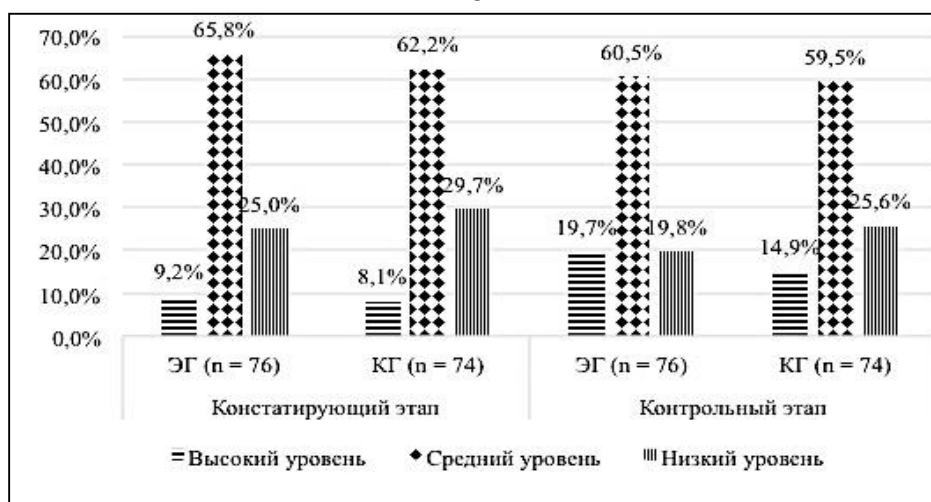 70,0%
60,0%
50,0%
40,0%
30,0%
20,0%
10,0%
0,0%
65,8%
62,2%
60,5%
59,5%
25,0%
29,7%
25,6%
9,2%
8,1%
19,7%
19,8%
14,9%
ЭГ (n = 76)
КГ (n = 74)
ЭГ (n = 76)
КГ (n = 74)
Констатирующий этап
Контрольный этап
Высокий уровень
Средний уровень
Низкий уровень